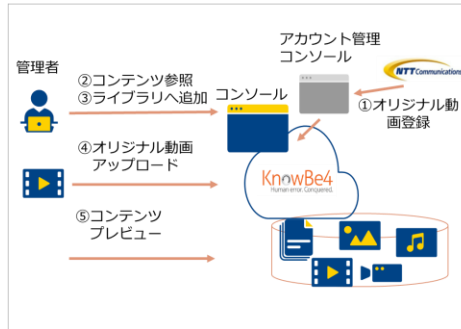 アカウント管理
コンソール
NTT Communications
管理者
②コンテンツ参照
③ライブラリへ追加
コンソール
①オリジナル動
画登録
④オリジナル動画
アップロード
KnowBe4
Human error. Conquered.
⑤コンテンツ
プレビュー